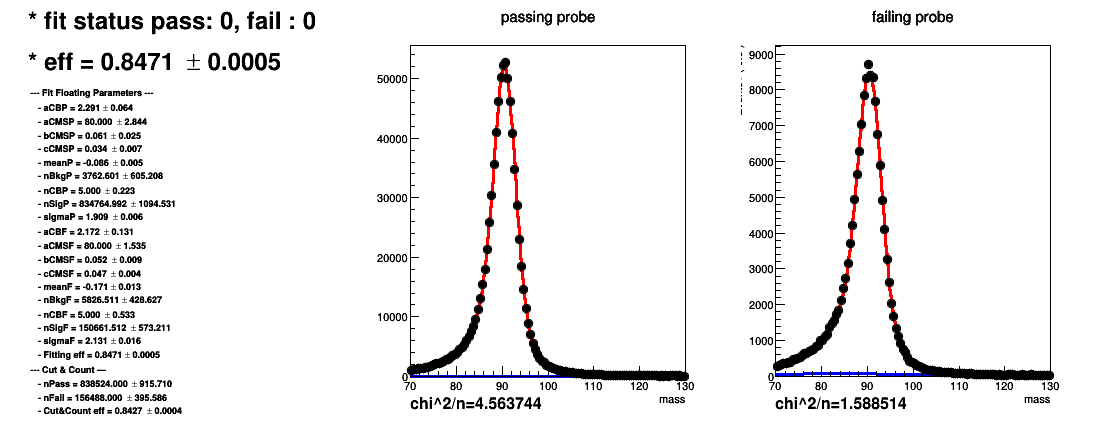 * fit status pass: 0, fail : 0
* eff = 0.8471 ± 0.0005
--- Fit Floating Parameters ---
- aCBP = 2.291 ± 0.064
- aCMSP = 80.000 ± 2.844
- bCMSP = 0.061 ± 0.025
- cCMSP = 0.034 ± 0.007
- meanP = -0.086 ± 0.005
- nBkgP = 3762.601 ± 605.208
- nCBP = 5.000 ± 0.223
- nSigP = 834764.992 ± 1094.531
- sigmaP = 1.909 ± 0.006
- aCBF = 2.172 ± 0.131
- aCMSF = 80.000 ± 1.535
- bCMSF = 0.052 ± 0.009
- cCMSF = 0.047 ± 0.004
- meanF = -0.171 ± 0.013
- nBkgF = 5826.511 ± 428.627
- nCBF = 5.000 ± 0.533
- nSigF = 150661.512 ± 573.211
- sigmaF = 2.131 ± 0.016
- Fitting eff = 0.8471 ± 0.0005
--- Cut & Count ---
- nPass = 838524.000 ± 915.710
- nFail = 156488.000 ± 395.586
- Cut&Count eff = 0.8427 ± 0.0004
passing probe
50000
40000
30000
20000
10000
0
70 80 90 100 110 120 130
mass
chi^2/n=4.563744
failing probe
9000
8000
7000
6000
5000
4000
3000
2000
1000
0
70 80 90 100 110 120 130
mass
chi^2/n=1.588514